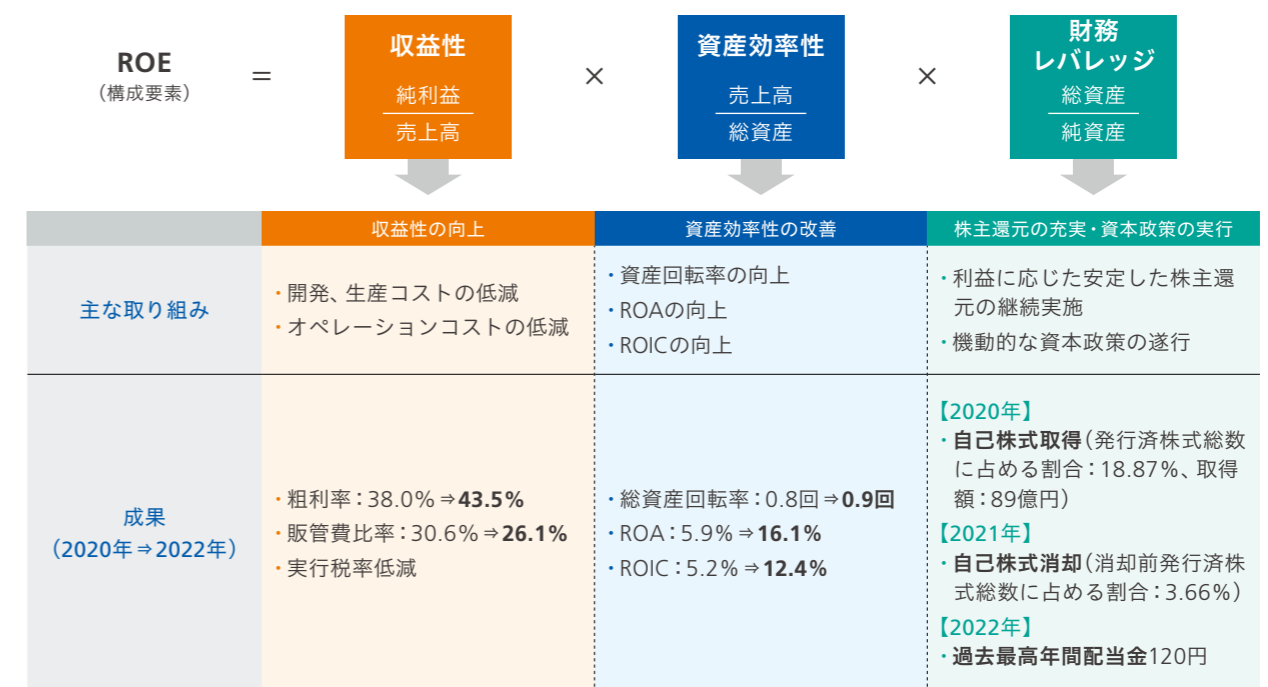 ROE
（構成要素）
=
収益性
純利益
売上高
×
資産効率性
売上高
総資産
×
財務
レバレッジ
総資産
純資産
収益性の向上
資産効率性の改善
株主還元の充実・資本政策の実行
主な取り組み
・開発、生産コストの低減
・オペレーションコストの低減
・資産回転率の向上
・ROAの向上
・ROICの向上
・利益に応じた安定した株主還
元の継続実施
・機動的な資本政策の遂行
成果
（2020年⇒2022年）
・粗利率：38.0％⇒43.5％
・販管費比率：30.6％⇒26.1％
・実行税率低減
・総資産回転率：0.8回⇒0.9回
・ROA：5.9％⇒16.1％
・ROIC：5.2％⇒12.4％
【2020年】
・自己株式取得（発行済株式総数
に占める割合：18.87％、取得
額：89億円）
【2021年】
・自己株式消却（消却前発行済株
式総数に占める割合：3.66％）
【2022年】
・過去最高年間配当金120円